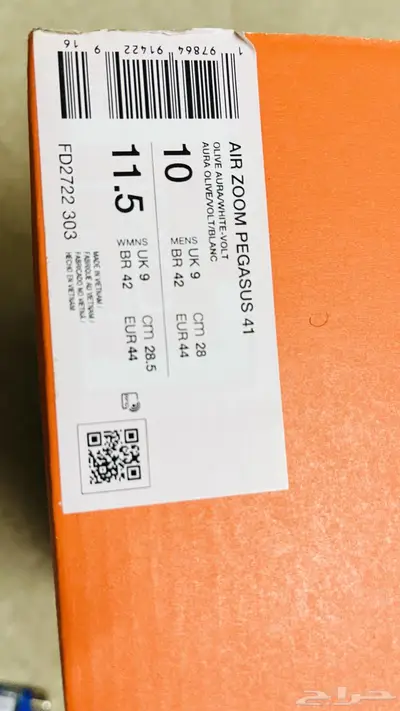 AIR ZOOM PEGASUS 41
OLIVE AURA/WHITE-VOLT
AURA OLIVE/VOLT/BLANC
10
MENS UK 9 cm 28
BR 42 EUR 44
11.5
WMNS UK 9 cm 28.5
BR 42 EUR 44
FD2722 303
MADE IN VIETNAM /
FABRIQUE AU VIETNAM /
FABRICADO NO VIETNÃ /
HECHO EN VIETNAM
1 97864 91422 9 16
حراج